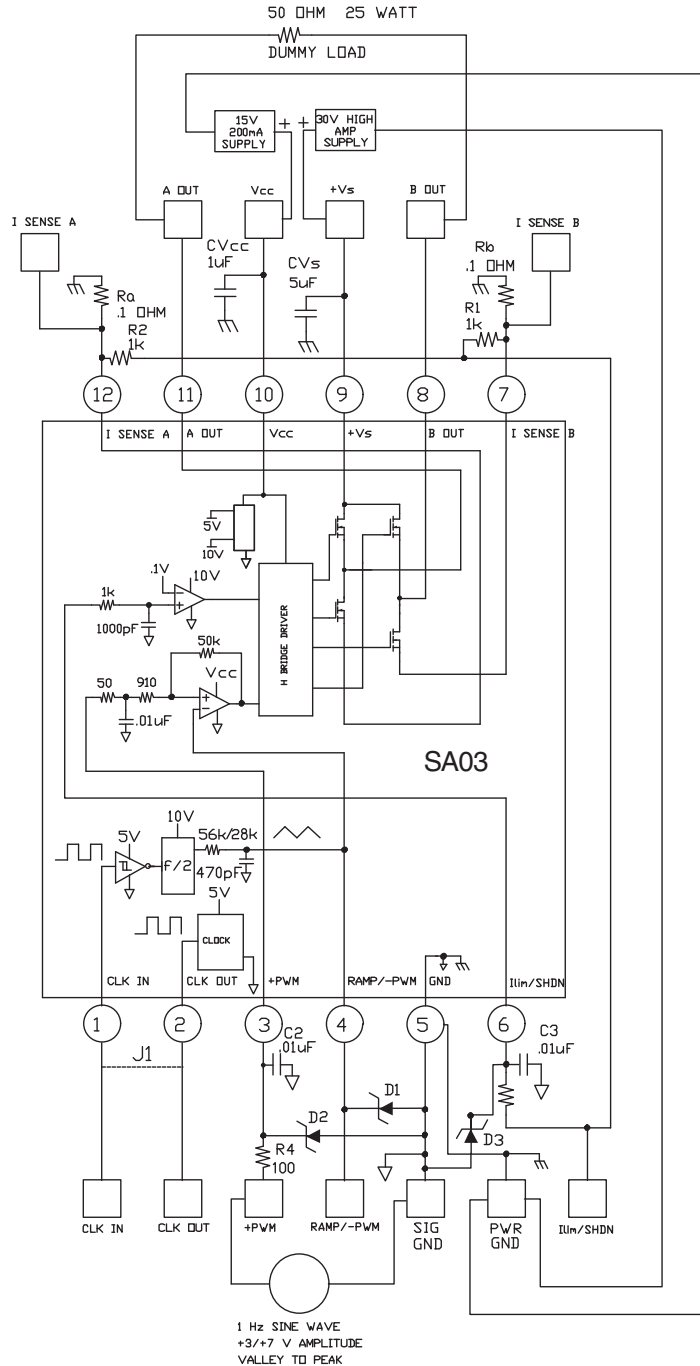 50 OHM 25 WATT
DUMMY LOAD
15V
200mA
SUPPLY
+ +
30V HIGH
AMP
SUPPLY
A OUT
Vcc
+Vs
B OUT
I SENSE A
I SENSE B
CVcc
1uF
CVs
5uF
Rb
.1 OHM
Ra
.1 OHM
R2
1k
R1
1k
12
11
10
9
8
7
I SENSE A
A OUT
Vcc
+Vs
B OUT
I SENSE B
5V
10V
.1V
10V
1k
1000pF
H BRIDGE DRIVER
50k
Vcc
50
910
.01uF
SA03
10V
5V
56k/28k
f/2
470pF
5V
CLOCK
CLK IN
CLK OUT
+PWM
RAMP/-PWM
GND
Ilim/SHDN
1
2
3
4
5
6
J1
C2
.01uF
C3
.01uF
D1
D2
D3
R4
100
CLK IN
CLK OUT
+PWM
RAMP/-PWM
SIG
GND
PWR
GND
Ilim/SHDN
1 Hz SINE WAVE
+3/+7 V AMPLITUDE
VALLEY TO PEAK